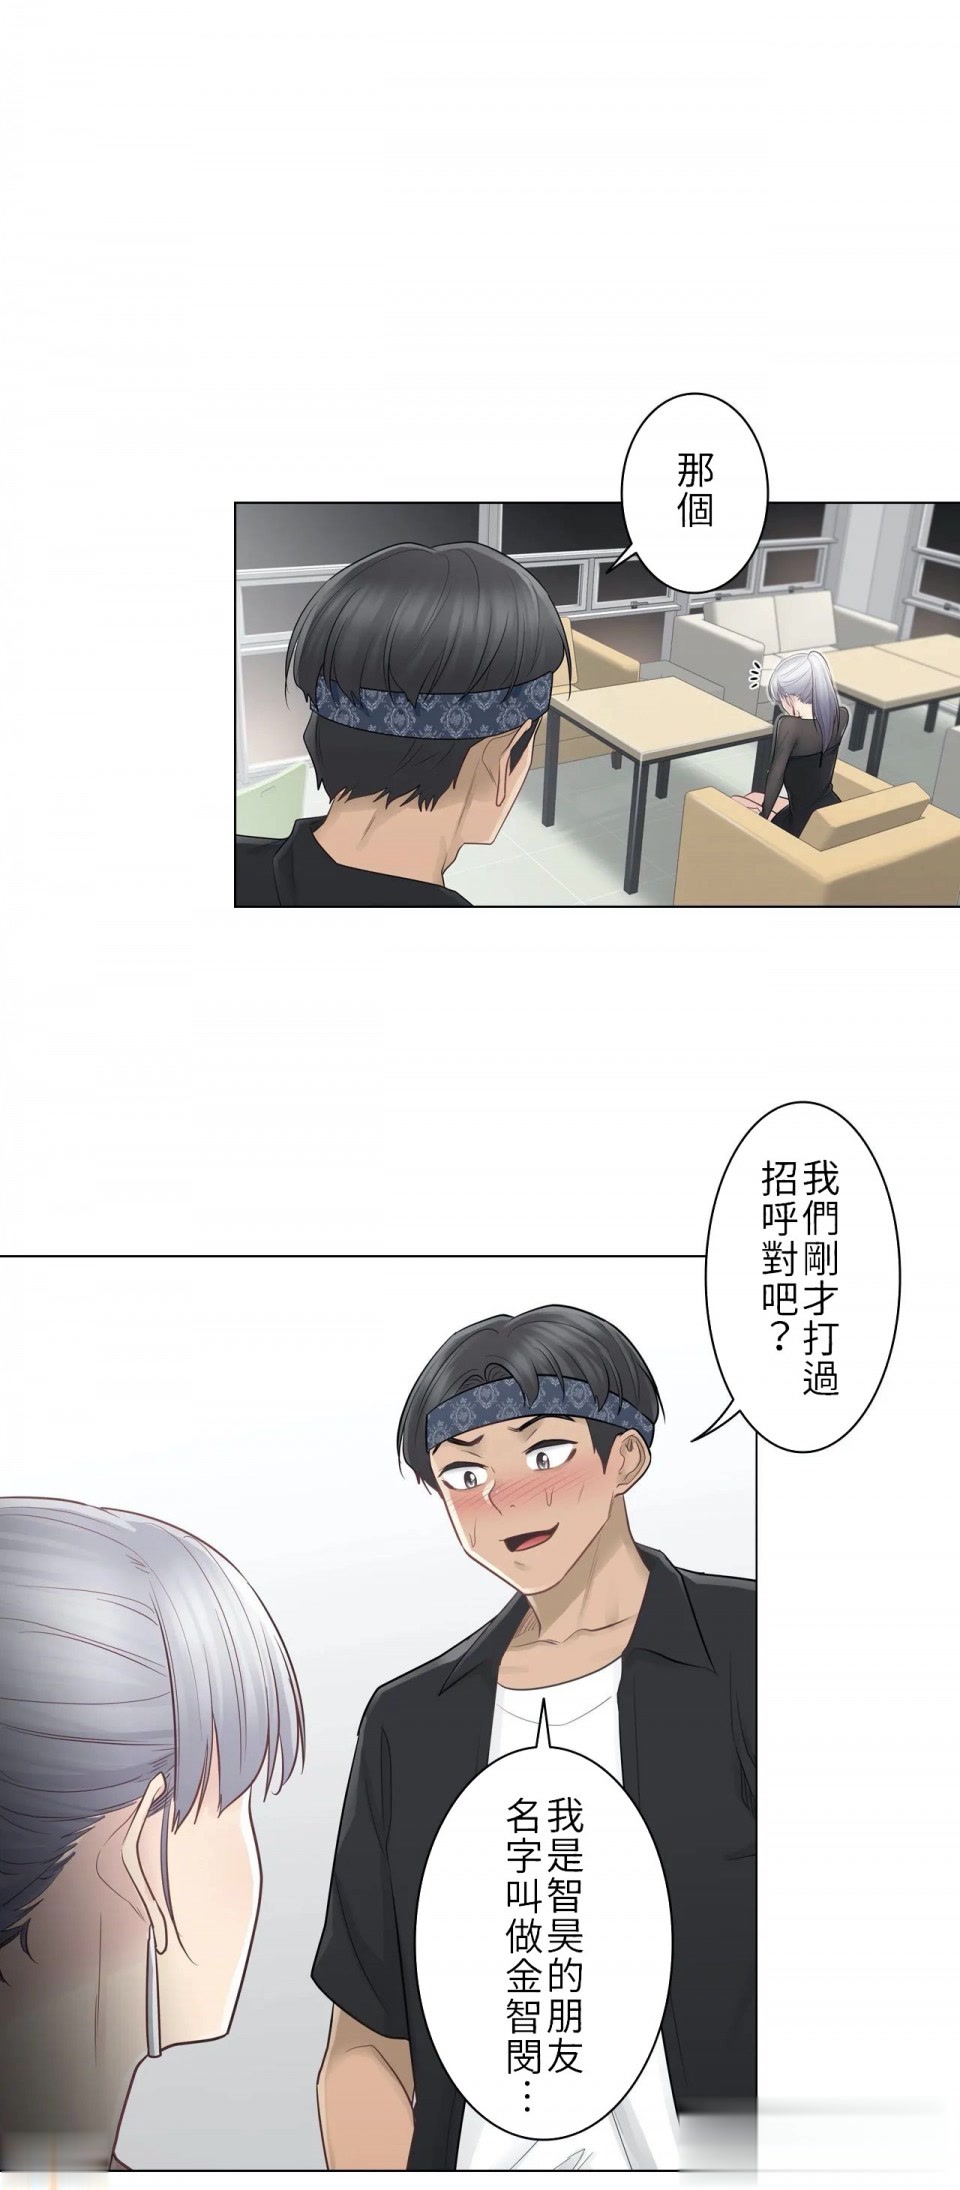 那個
我們剛才打過
招呼對吧？
我是智昊的朋友
名字叫做金智閔…